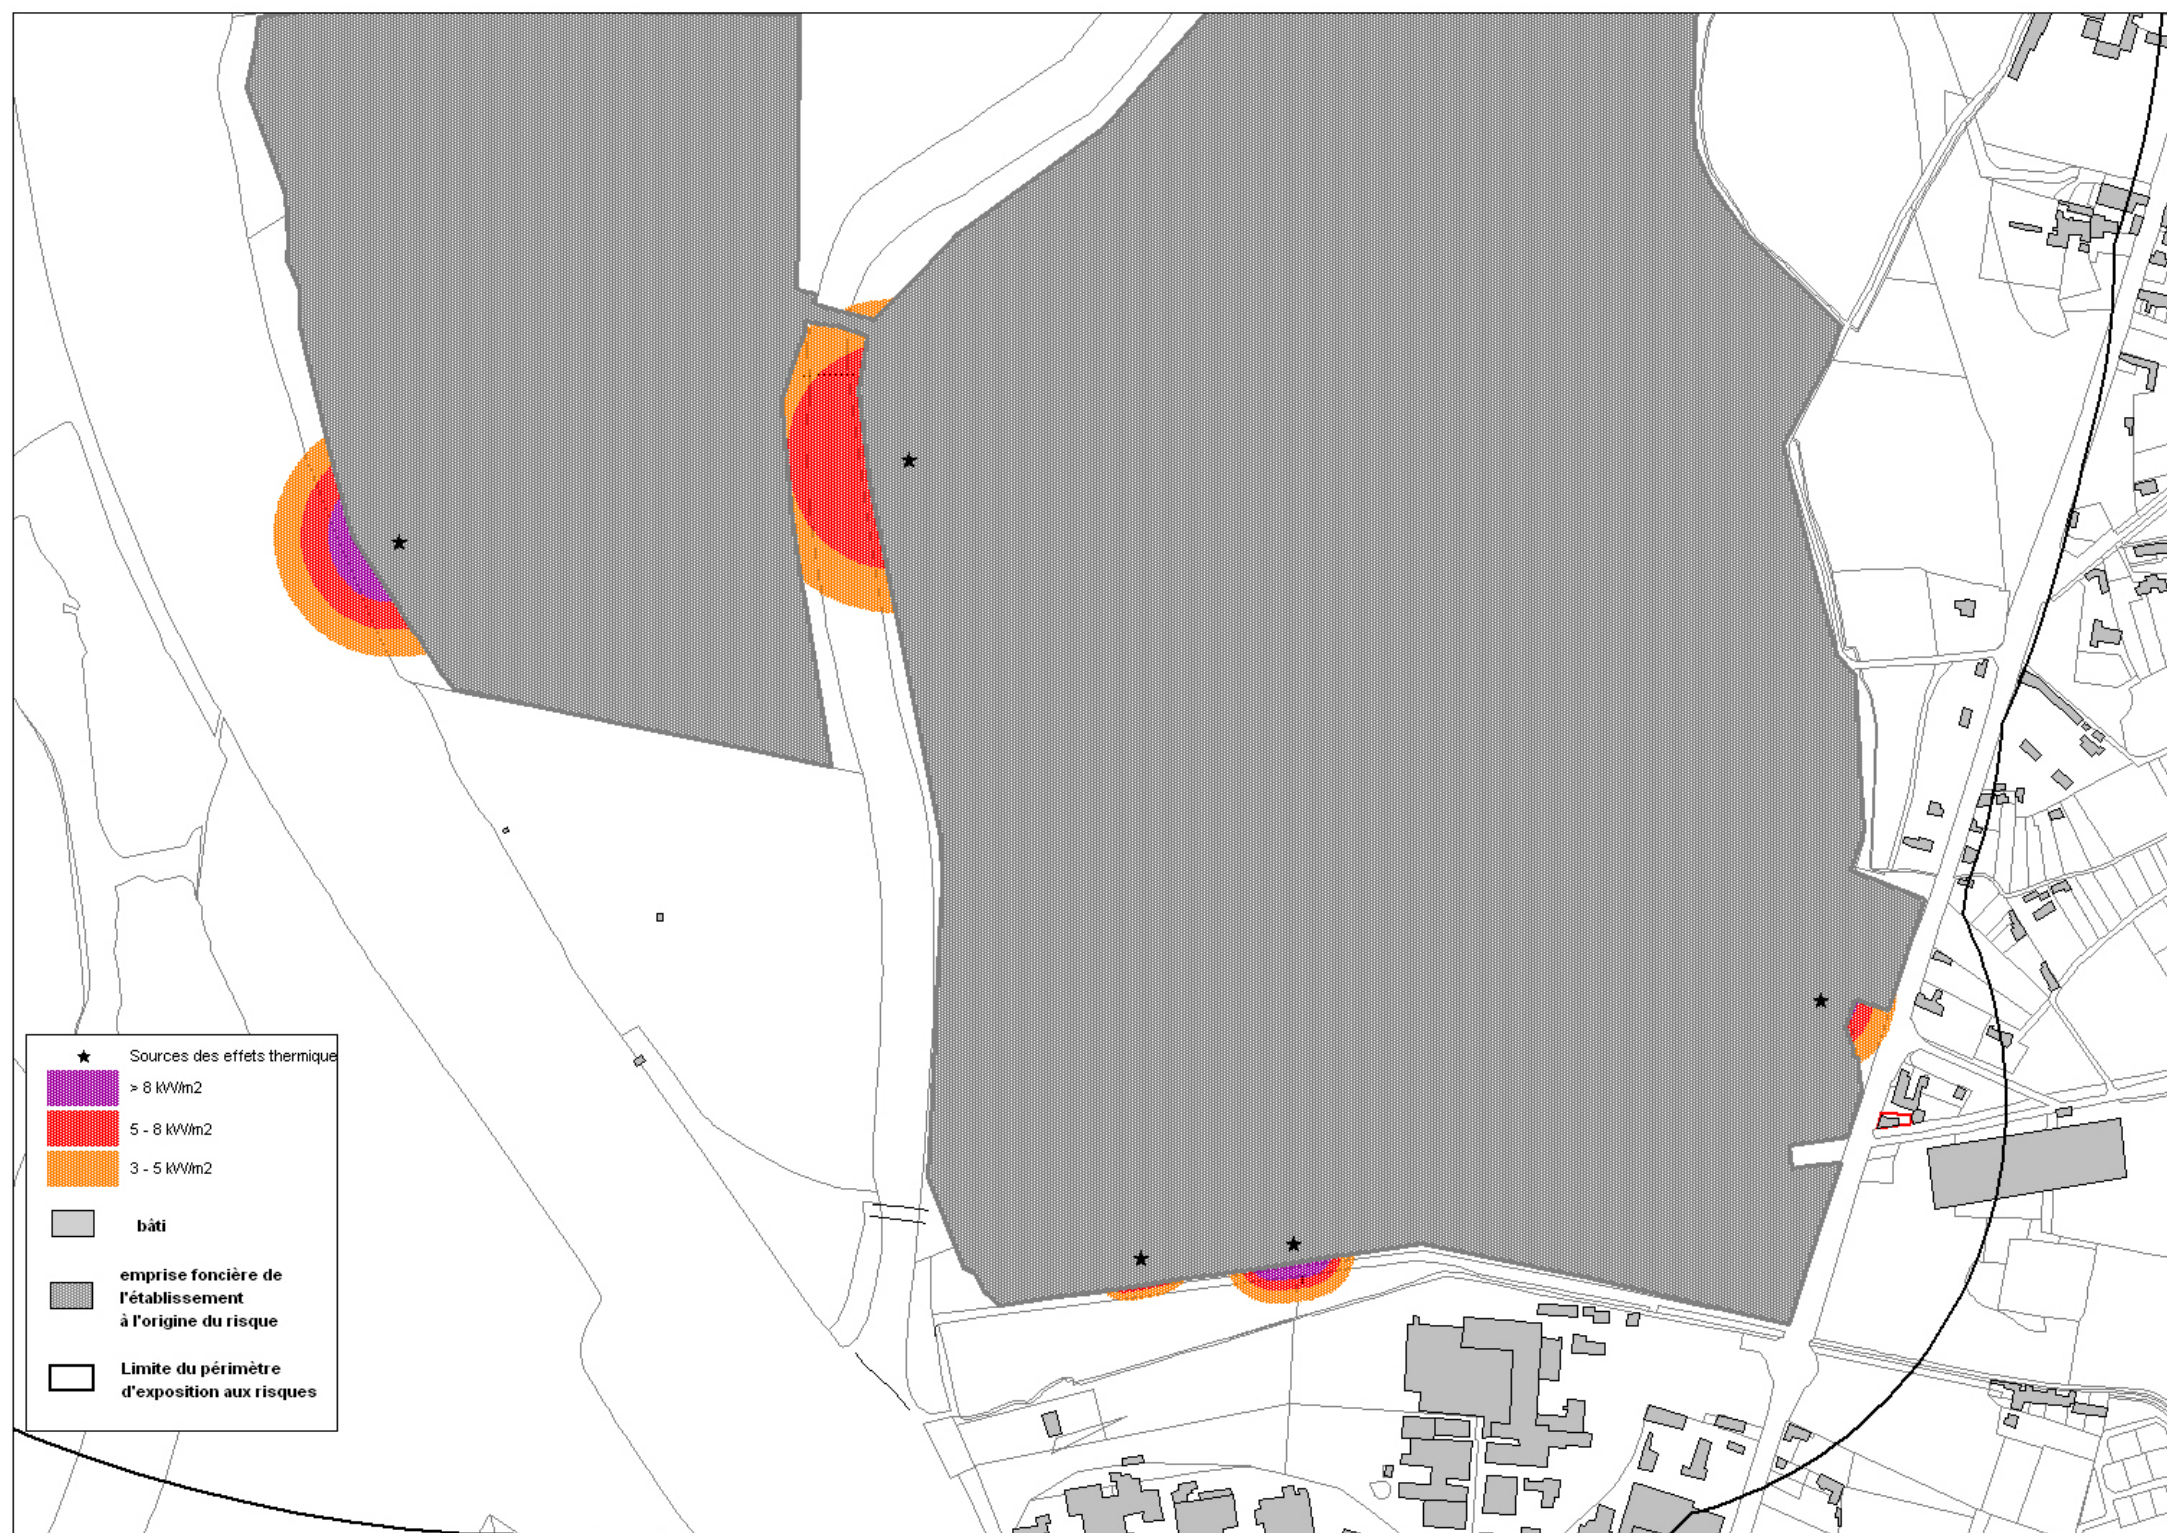 Sources des effets thermique
> 8 kW/m2
5 - 8 kW/m2
3 - 5 kW/m2
bâti
emprise foncière de
l'établissement
à l'origine du risque
Limite du périmètre
d'exposition aux risques